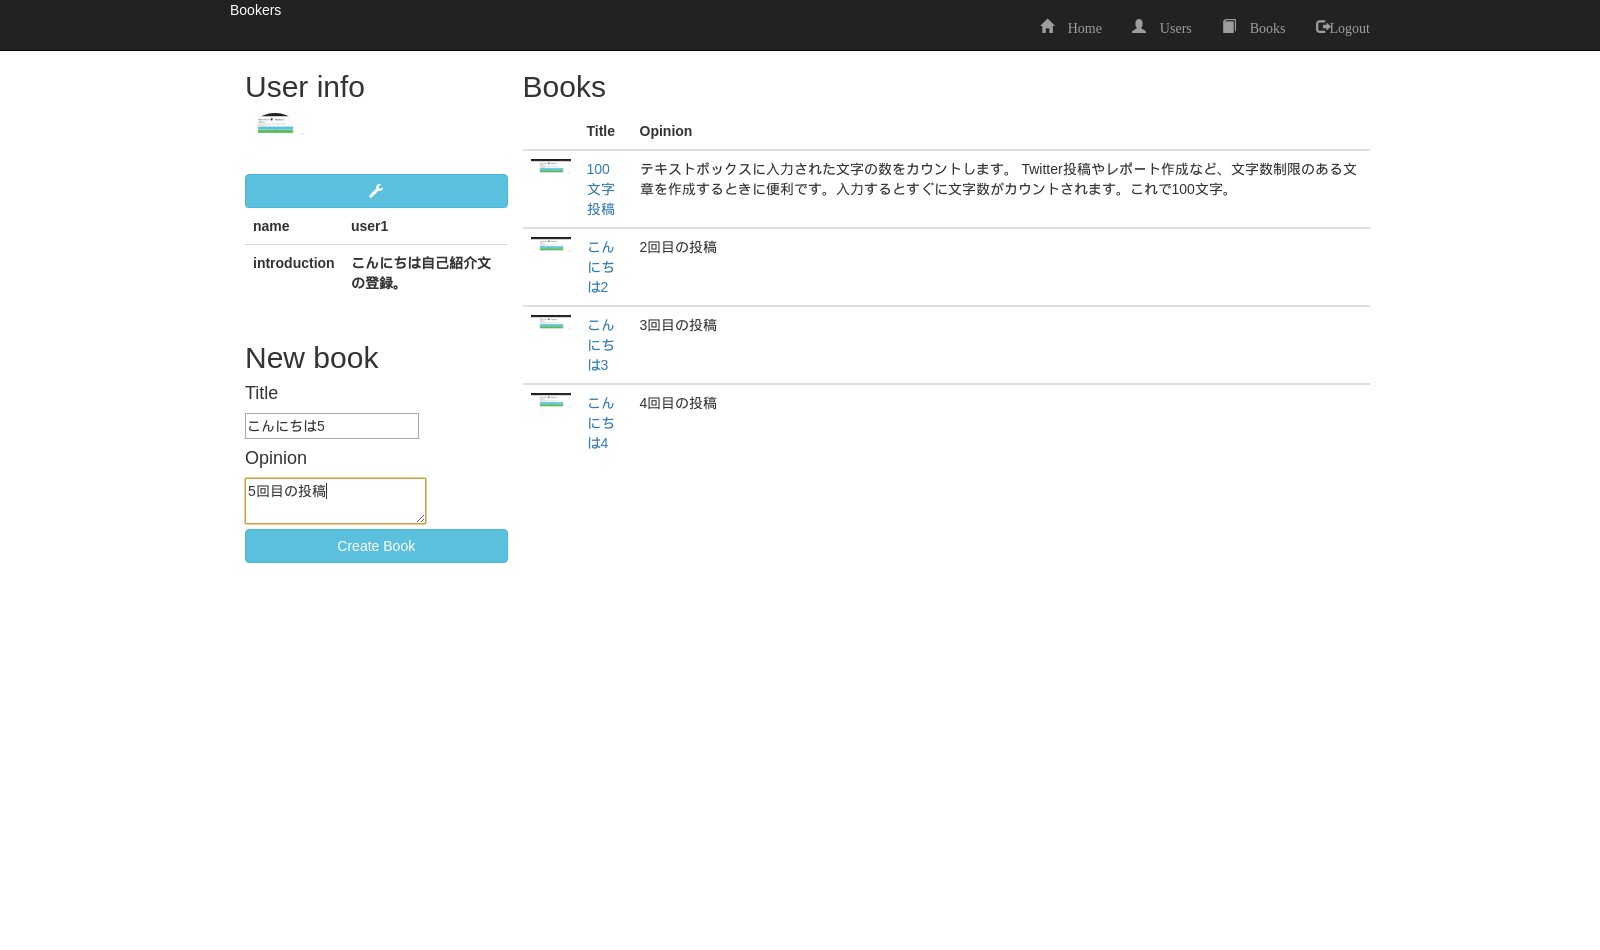 Bookers
Home Users Books Logout
User info
name user1
introduction こんにちは自己紹介文
の登録。
New book
Title
こんにちは5
Opinion
5回目の投稿
Create Book
Books
Title Opinion
100
文字
投稿
テキストボックスに入力された文字の数をカウントします。 Twitter投稿やレポート作成など、文字数制限のある文
章を作成するときに便利です。入力するとすぐに文字数がカウントされます。これで100文字。
こん
にち
は2
2回目の投稿
こん
にち
は3
3回目の投稿
こん
にち
は4
4回目の投稿